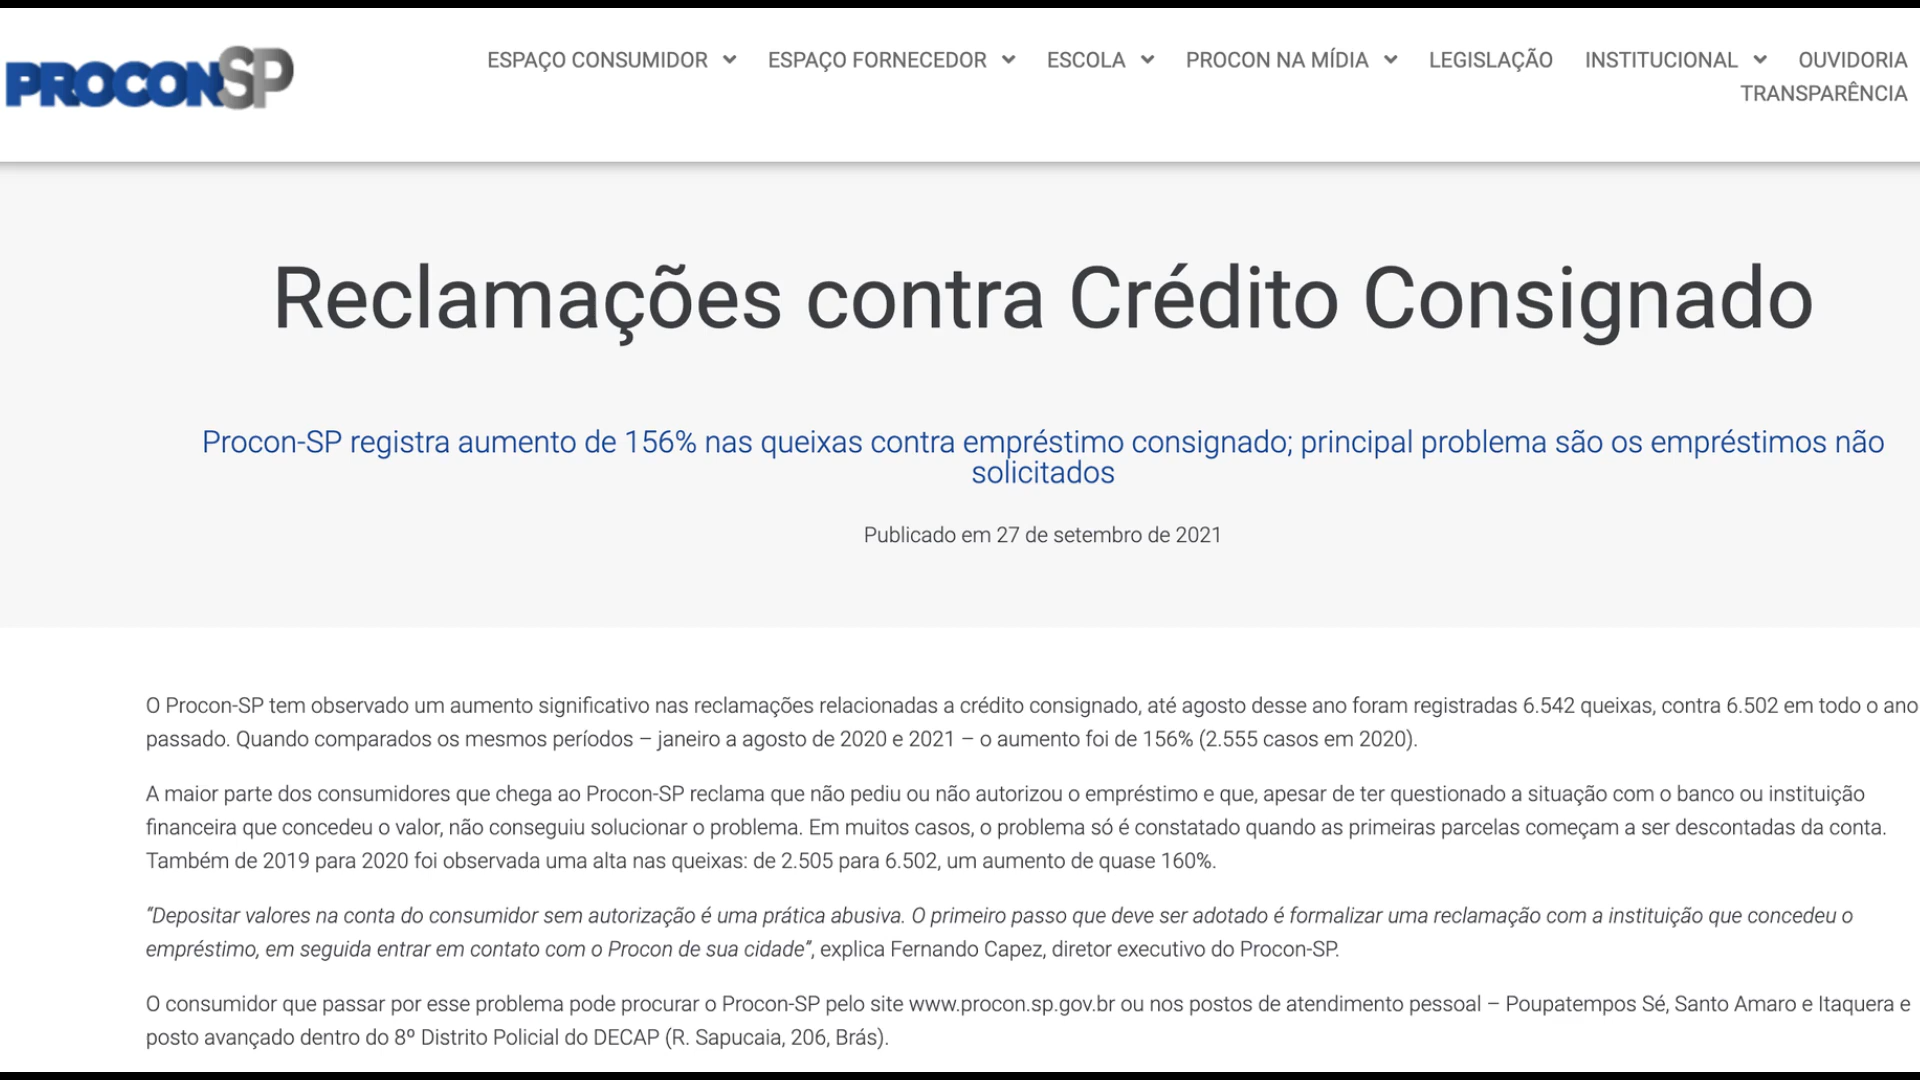 PROCONSP
ESPAÇO CONSUMIDOR ESPAÇO FORNECEDOR ESCOLA PROCON NA MÍDIA LEGISLAÇÃO INSTITUCIONAL OUVIDORIA
TRANSPARÊNCIA
Reclamações contra Crédito Consignado
Procon-SP registra aumento de 156% nas queixas contra empréstimo consignado; principal problema são os empréstimos não
solicitados
Publicado em 27 de setembro de 2021
O Procon-SP tem observado um aumento significativo nas reclamações relacionadas a crédito consignado, até agosto desse ano foram registradas 6.542 queixas, contra 6.502 em todo o ano
passado. Quando comparados os mesmos períodos – janeiro a agosto de 2020 e 2021 – o aumento foi de 156% (2.555 casos em 2020).
A maior parte dos consumidores que chega ao Procon-SP reclama que não pediu ou não autorizou o empréstimo e que, apesar de ter questionado a situação com o banco ou instituição
financeira que concedeu o valor, não conseguiu solucionar o problema. Em muitos casos, o problema só é constatado quando as primeiras parcelas começam a ser descontadas da conta.
Também de 2019 para 2020 foi observada uma alta nas queixas: de 2.505 para 6.502, um aumento de quase 160%.
“Depositar valores na conta do consumidor sem autorização é uma prática abusiva. O primeiro passo que deve ser adotado é formalizar uma reclamação com a instituição que concedeu o
empréstimo, em seguida entrar em contato com o Procon de sua cidade”, explica Fernando Capez, diretor executivo do Procon-SP.
O consumidor que passar por esse problema pode procurar o Procon-SP pelo site www.procon.sp.gov.br ou nos postos de atendimento pessoal – Poupatempos Sé, Santo Amaro e Itaquera e
posto avançado dentro do 8º Distrito Policial do DECAP (R. Sapucaia, 206, Brás).